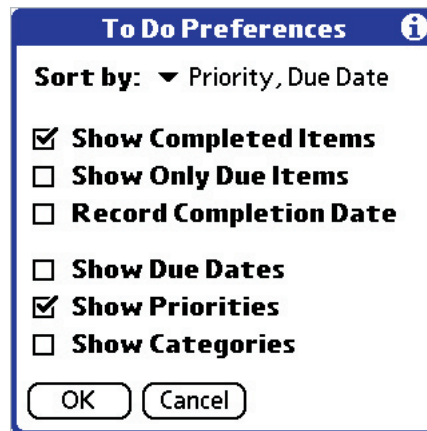 To Do Preferences
Sort by: Priority, Due Date
Show Completed Items
Show Only Due Items
Record Completion Date
Show Due Dates
Show Priorities
Show Categories
OK Cancel